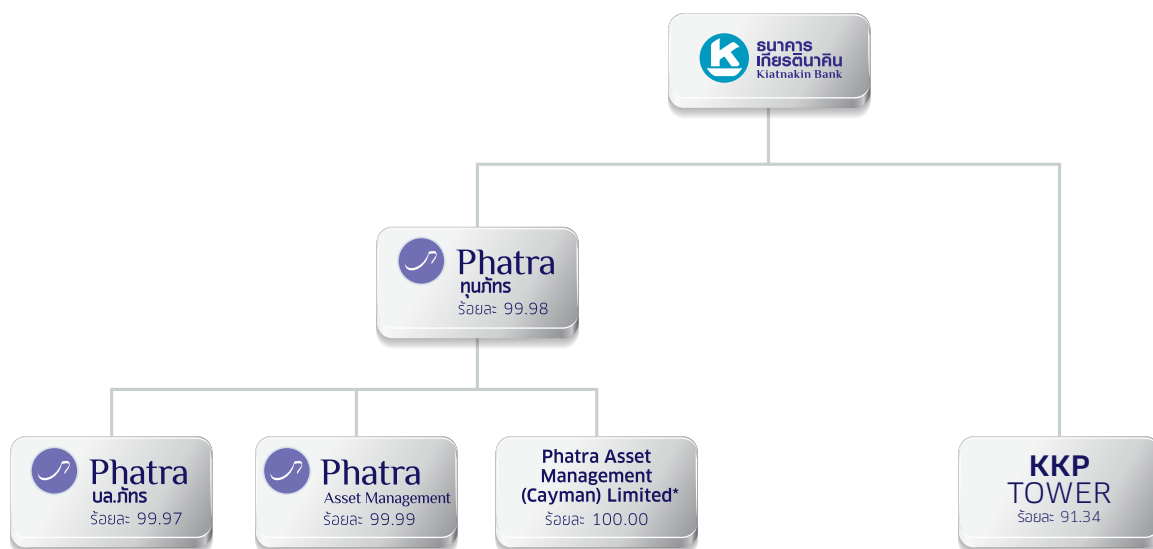 ธนาคาร
เกียรตินาคิน
Kiatnakin Bank
Phatra
ทุนภัทร
ร้อยละ 99.98
Phatra
บล.ภัทร
ร้อยละ 99.97
Phatra
Asset Management
ร้อยละ 99.99
Phatra Asset
Management
(Cayman) Limited*
ร้อยละ 100.00
KKP
TOWER
ร้อยละ 91.34